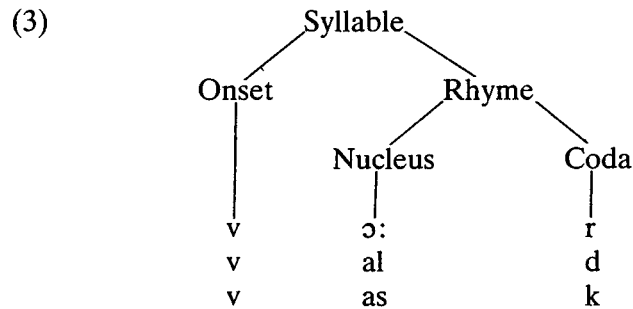 (3) Syllable
Onset Rhyme
Nucleus Coda
v ɔ: r
v al d
v as k